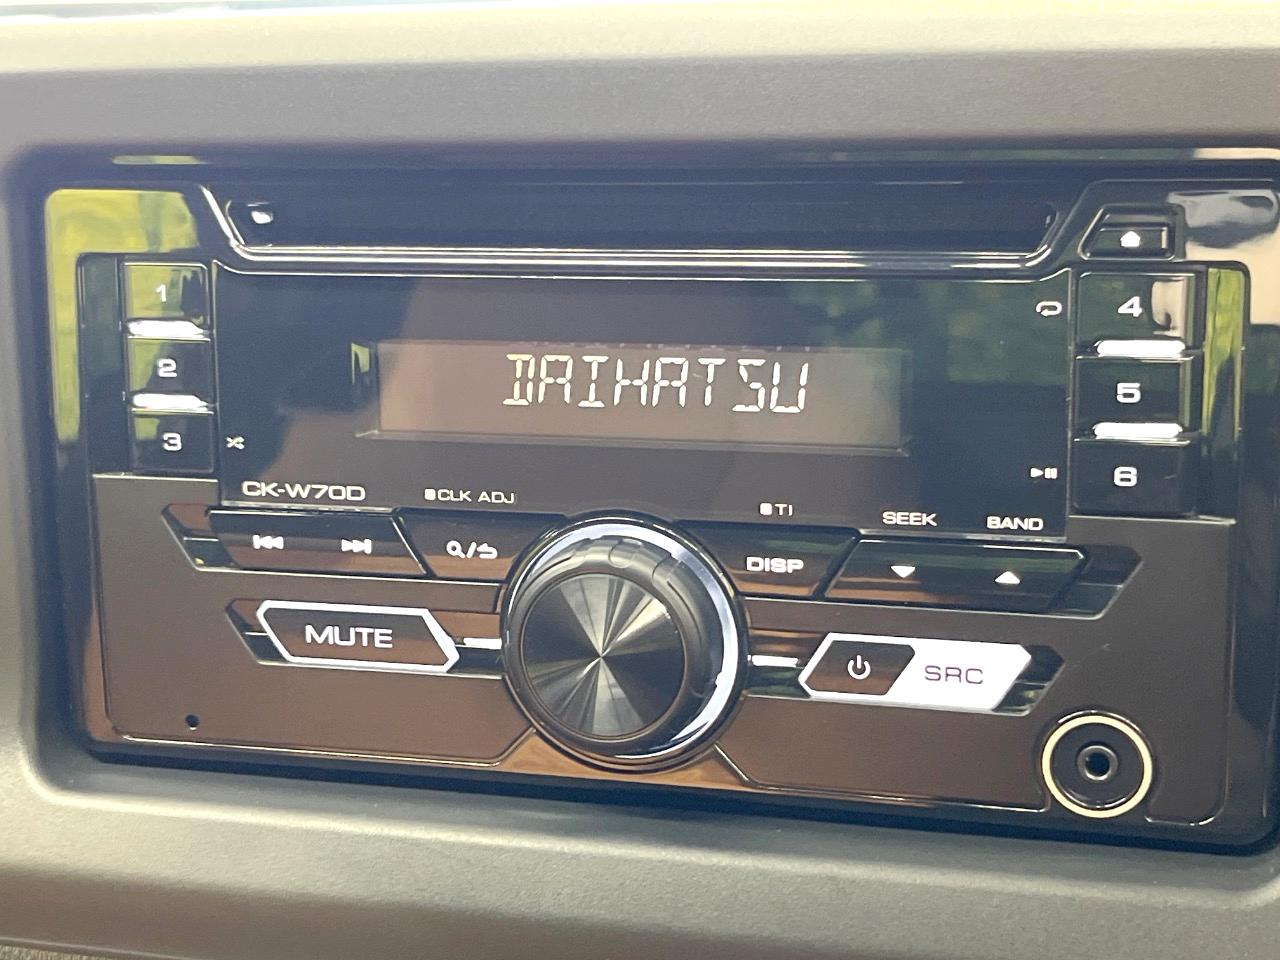 1
2
3
DAIHATSU
4
5
6
CK-W70D
CLK ADJ
TI
SEEK
BAND
DISP
MUTE
SRC